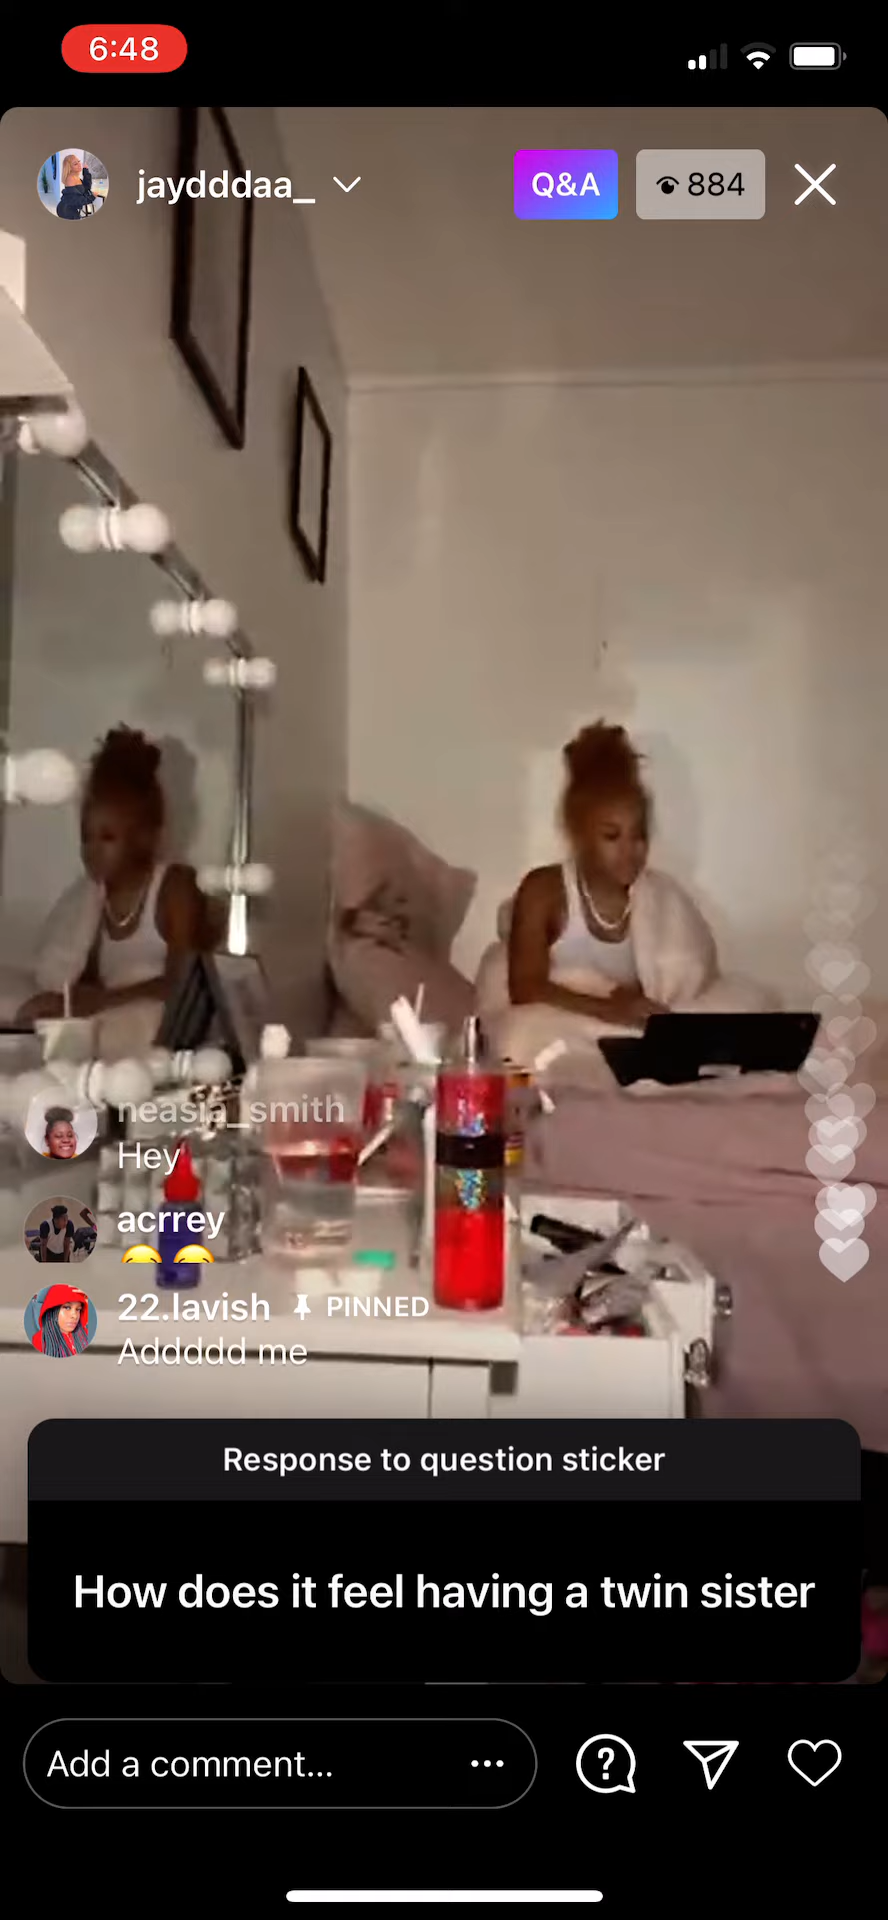 6:48
jaydddaa_
Q&A
884
neasia_smith
Hey
acrrey
😂😂
22.lavish PINNED
Addddd me
Response to question sticker
How does it feel having a twin sister
Add a comment...